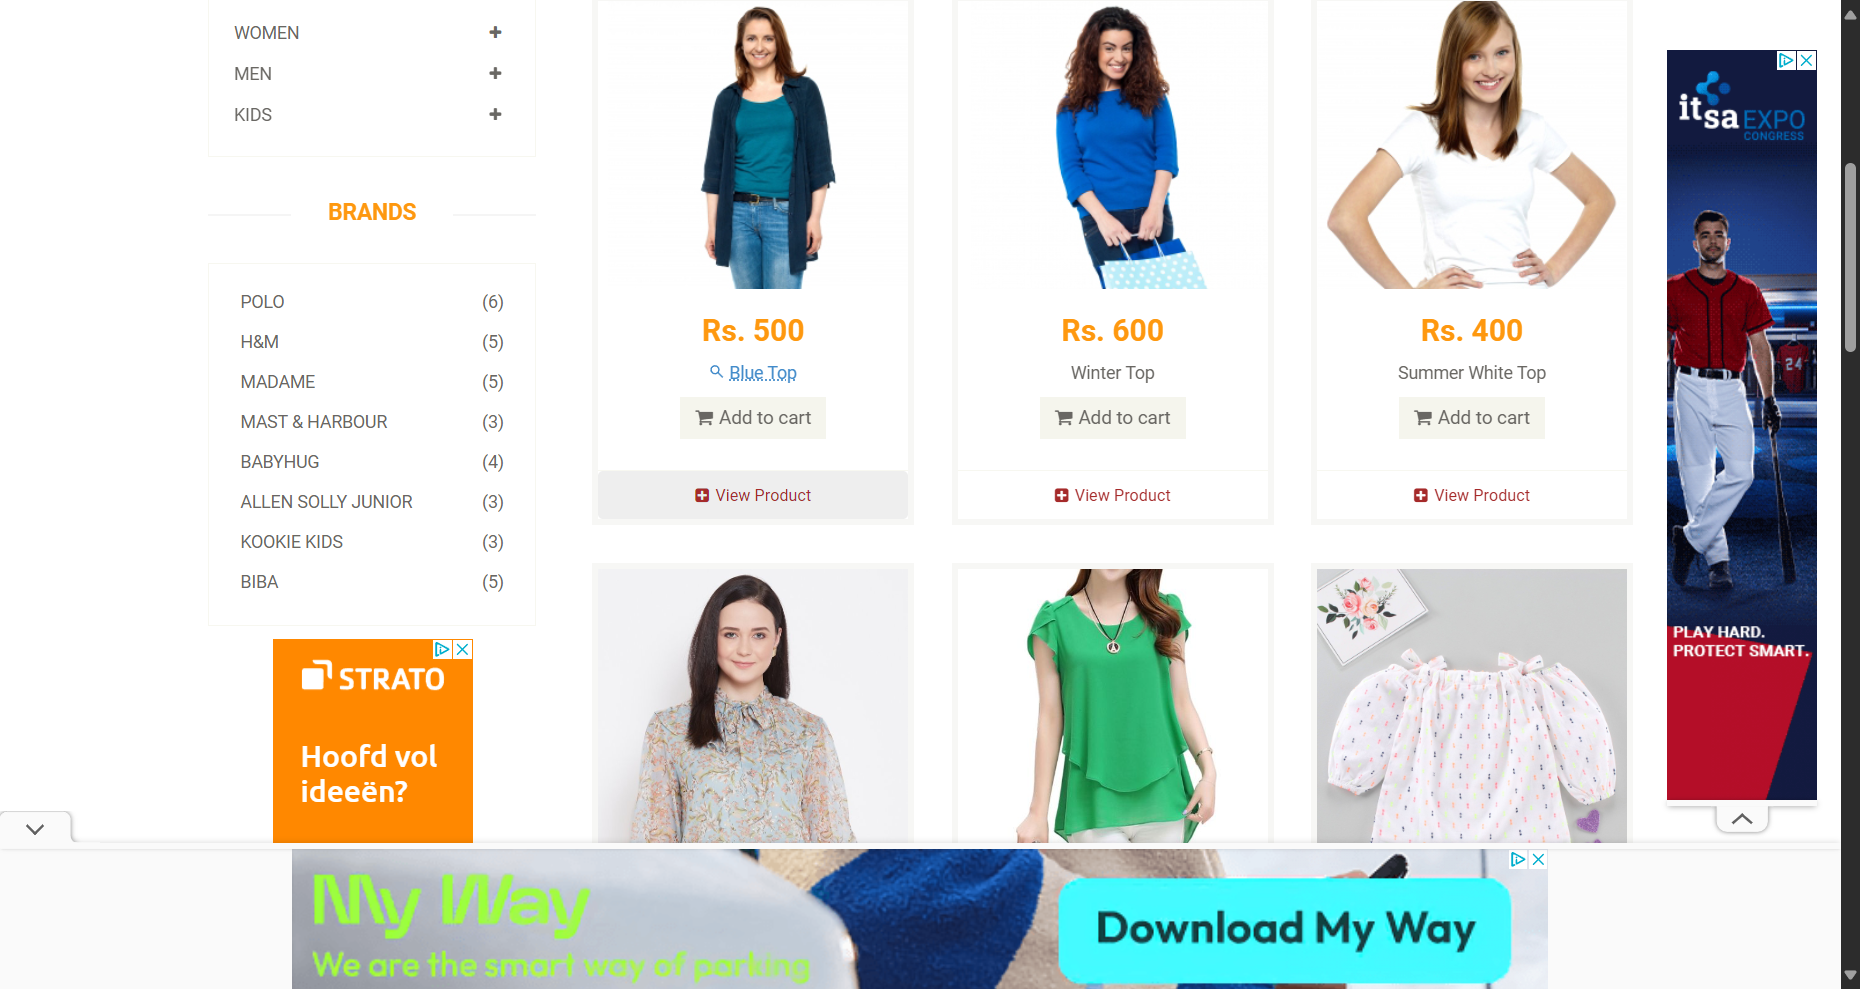 WOMEN
MEN
KIDS
BRANDS
POLO (6)
H&M (5)
MADAME (5)
MAST & HARBOUR (3)
BABYHUG (4)
ALLEN SOLLY JUNIOR (3)
KOOKIE KIDS (3)
BIBA (5)
STRATO
Hoofd vol
ideeën?
Rs. 500
Blue Top
Add to cart
View Product
Rs. 600
Winter Top
Add to cart
View Product
Rs. 400
Summer White Top
Add to cart
View Product
itsa EXPO
CONGRESS
24
PLAY HARD.
PROTECT SMART.
My Way
We are the smart way of parking
Download My Way